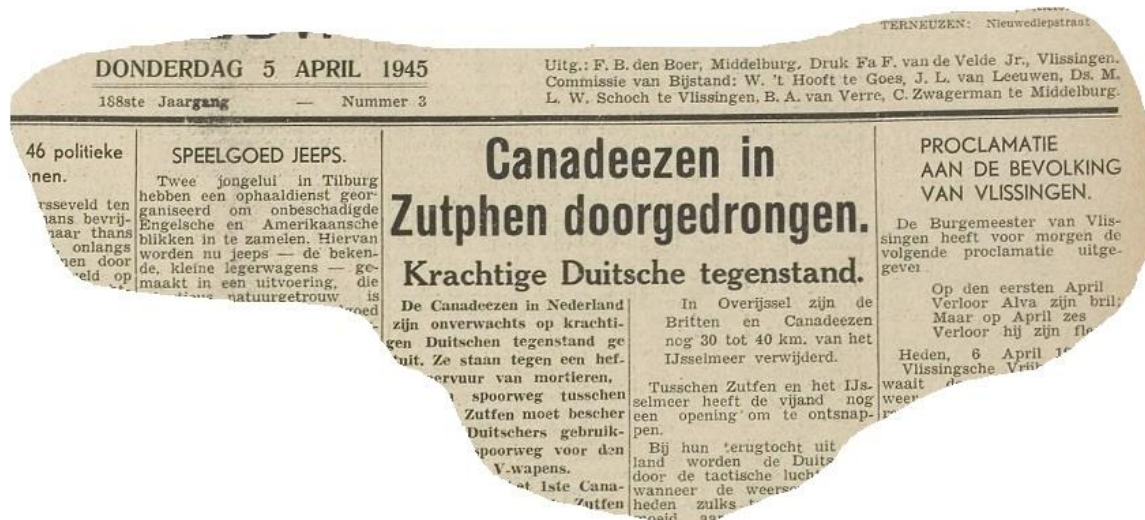 TERNEUZEN: Nieuwediepstraat
DONDERDAG 5 APRIL 1945
188ste Jaargang — Nummer 3
Uitg.: F. B. den Boer, Middelburg. Druk Fa F. van de Velde Jr., Vlissingen.
Commissie van Bijstand: W. 't Hooft te Goes, J. L. van Leeuwen, Ds. M.
L. W. Schoch te Vlissingen, B. A. van Verre, C. Zwagerman te Middelburg.
46 politieke
nen.
rsseveld ten
mans bevrij-
naar thans
onlangs
nen door
eld op
SPEELGOED JEEPS.
Twee jongelui in Tilburg
hebben een ophaaldienst geor-
ganiseerd om onbeschadigde
Engelsche en Amerikaansche
blikken in te zamelen. Hiervan
worden nu jeeps — de beken-
de, kleine legerwagens — ge-
maakt in een uitvoering, die
natuurgetrouw is
Canadeezen in
Zutphen doorgedrongen.
Krachtige Duitsche tegenstand.
De Canadeezen in Nederland
zijn onverwachts op krachti-
gen Duitschen tegenstand ge
tuit. Ze staan tegen een hef-
ervuur van mortieren,
spoorweg tusschen
Zutfen moet bescher
Duitschers gebruik-
spoorweg voor den
V-wapens.
et 1ste Cana-
Zutfen
In Overijssel zijn de
Britten en Canadeezen
nog 30 tot 40 km. van het
IJsselmeer verwijderd.
Tusschen Zutfen en het IJs-
selmeer heeft de vijand nog
een opening om te ontsnap-
pen.
Bij hun terugtocht uit
land worden de Duits
door de tactische lucht
wanneer de weerso
heden zulks
PROCLAMATIE
AAN DE BEVOLKING
VAN VLISSINGEN.
De Burgemeester van Vlis-
singen heeft voor morgen de
volgende proclamatie uitge-
geven
Op den eersten April
Verloor Alva zijn bril;
Maar op April zes
Verloor hij zijn fle
Heden, 6 April 19
Vlissingsche Vrijh
waait de
weer